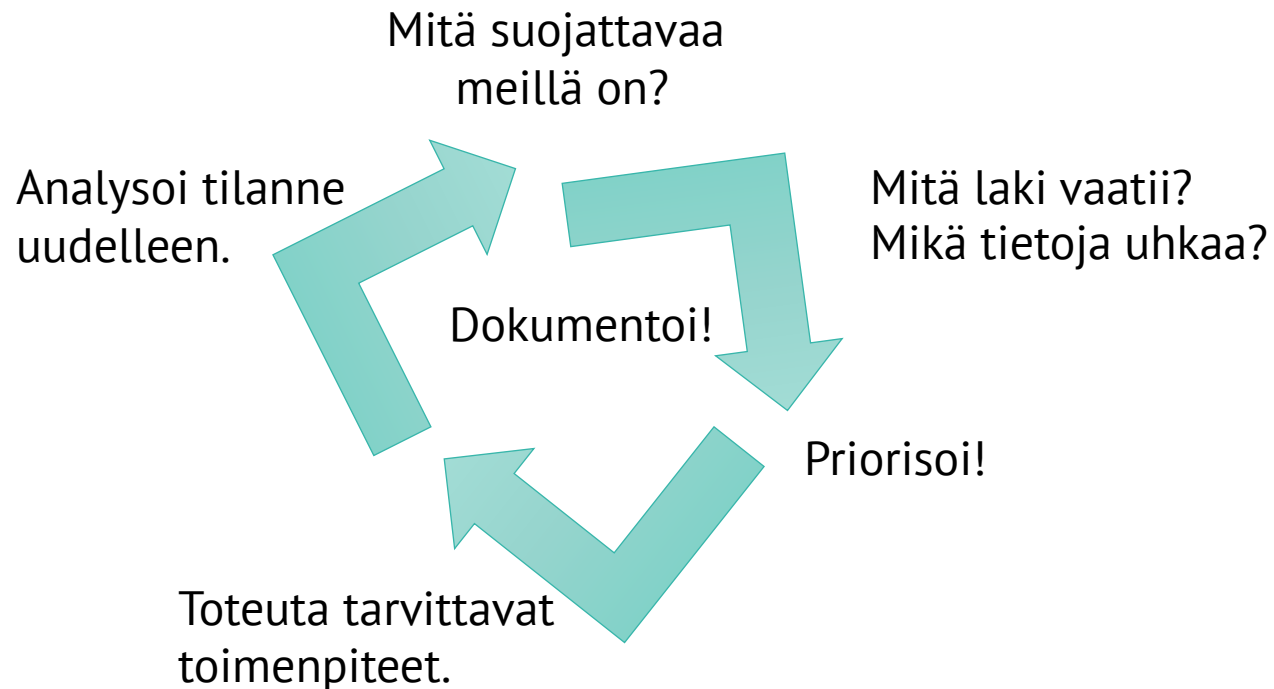 Mitä suojattavaa
meillä on?
Mitä laki vaatii?
Mikä tietoja uhkaa?
Priorisoi!
Toteuta tarvittavat
toimenpiteet.
Analysoi tilanne
uudelleen.
Dokumentoi!